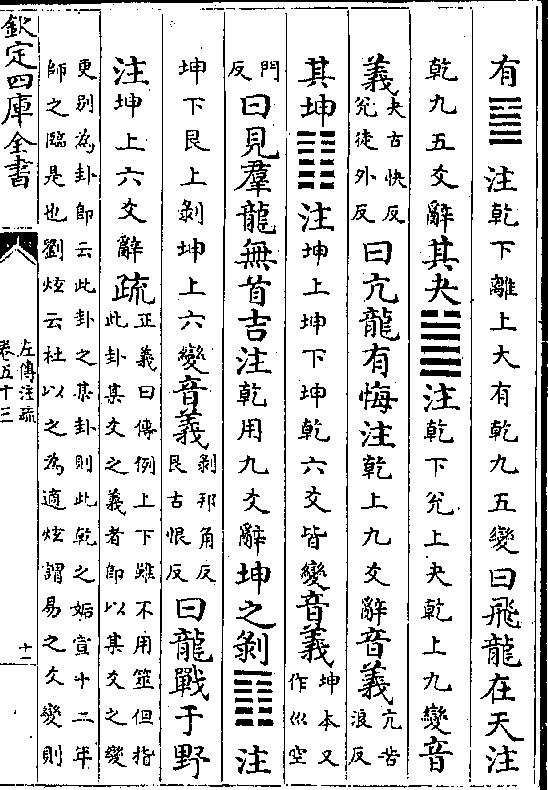 有䷍注乾下離上大有乾九五變曰飛龍在天注
乾九五爻辭其夬䷪注乾下兊上夬乾上九變音
義夬古快反兊徒外反曰亢龍有悔注乾上九爻辭音義亢苦浪反
其坤䷁注坤上坤下坤乾六爻皆變音義坤本又作巛空
門反曰見羣龍無首吉注乾用九爻辭坤之剝䷖注
坤下艮上剝坤上六變音義剝邦角反艮古恨反曰龍戰于野
注坤上六爻辭疏正義曰傳例上下雖不用筮但指此卦某爻之義者即以其爻之變
更別為卦即云此卦之某卦則此乾之姤宣十二年
師之臨是也劉炫云杜以之為適炫謂易之爻變則
欽定四庫全書
左傳注疏
卷五十三
十一